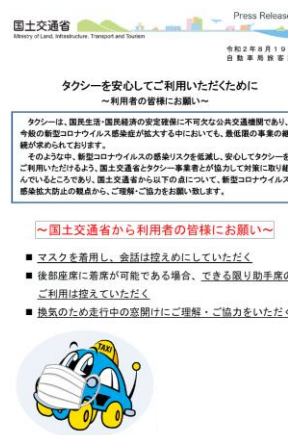 国土交通省
Ministry of Land, Infrastructure, Transport and Tourism
Press Release
令和2年8月19
自動車局旅客
タクシーを安心してご利用いただくために
～利用者の皆様にお願い～
タクシーは、国民生活・国民経済の安定確保に不可欠な公共交通機関であり、
今般の新型コロナウイルス感染症が拡大する中においても、最低限の事業の継
続が求められております。
そのような中、新型コロナウイルスの感染リスクを低減し、安心してタクシーを
ご利用いただけるよう、国土交通省とタクシー事業者とが協力して対策に取り組
んでいるところであり、国土交通省から以下の点について、新型コロナウイルス
感染拡大防止の観点から、ご理解・ご協力をお願い致します。
～国土交通省から利用者の皆様にお願い～
■ マスクを着用し、会話は控えめにしていただく
■ 後部座席に着席が可能である場合、できる限り助手席の
ご利用は控えていただく
■ 換気のため走行中の窓開けにご理解・ご協力をいただく
TAXI